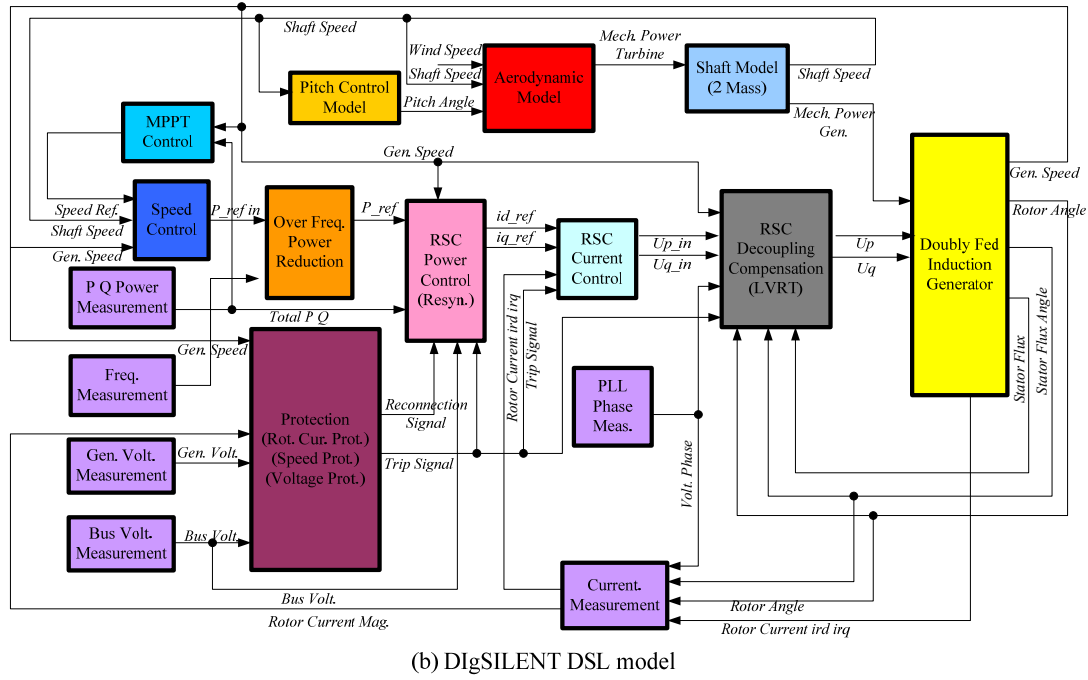 Shaft Speed
Wind Speed
Shaft Speed
Pitch Angle
Pitch Control
Model
Aerodynamic
Model
Mech. Power
Turbine
Shaft Model
(2 Mass)
Shaft Speed
Mech. Power
Gen.
MPPT
Control
Gen. Speed
Gen. Speed
Rotor Angle
Speed
Control
Speed Ref.
Shaft Speed
Gen. Speed
P_ref in
Over Freq.
Power
Reduction
P_ref
RSC
Power
Control
(Resyn.)
id_ref
iq_ref
RSC
Current
Control
Up_in
Uq_in
RSC
Decoupling
Compensation
(LVRT)
Up
Uq
Doubly Fed
Induction
Generator
P Q Power
Measurement
Total P Q
Gen. Speed
Freq.
Measurement
Rotor Current ird irq
Trip Signal
Stator Flux
Stator Flux Angle
PLL
Phase
Meas.
Protection
(Rot. Cur. Prot.)
(Speed Prot.)
(Voltage Prot.)
Reconnection
Signal
Trip Signal
Gen. Volt.
Measurement
Gen. Volt.
Volt. Phase
Bus Volt.
Measurement
Bus Volt.
Bus Volt.
Rotor Current Mag.
Current.
Measurement
Rotor Angle
Rotor Current ird irq
(b) DIgSILENT DSL model